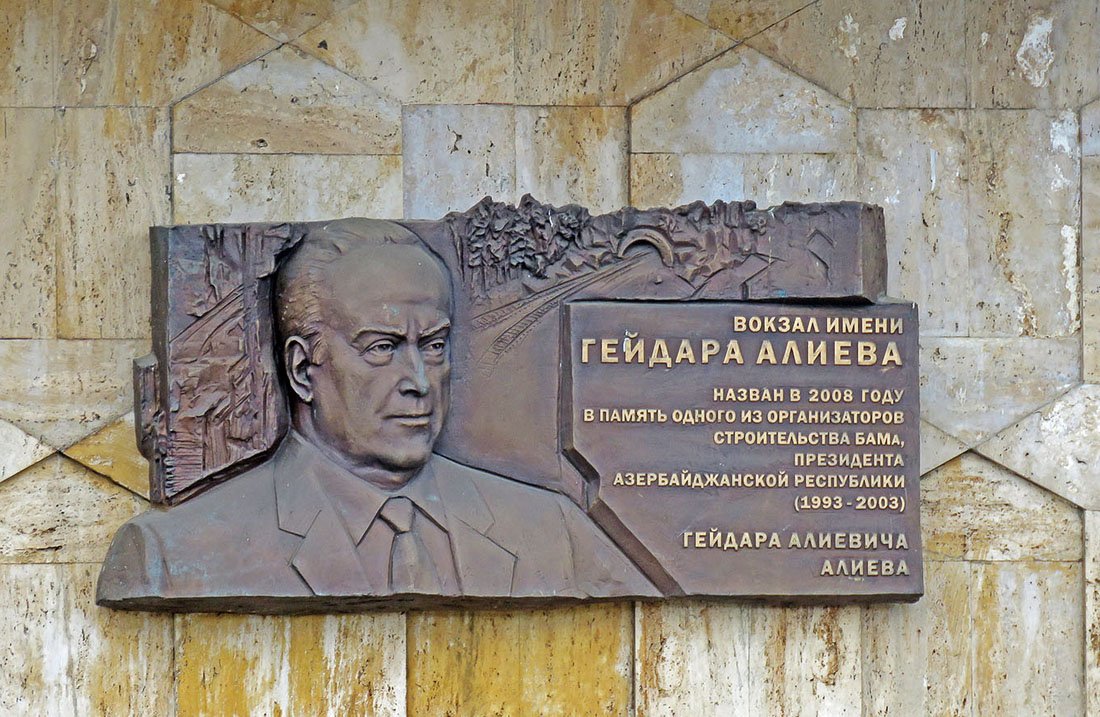 ВОКЗАЛ ИМЕНИ
ГЕЙДАРА АЛИЕВА
НАЗВАН В 2008 ГОДУ
В ПАМЯТЬ ОДНОГО ИЗ ОРГАНИЗАТОРОВ
СТРОИТЕЛЬСТВА БАМА,
ПРЕЗИДЕНТА
АЗЕРБАЙДЖАНСКОЙ РЕСПУБЛИКИ
(1993 - 2003)
ГЕЙДАРА АЛИЕВИЧА
АЛИЕВА